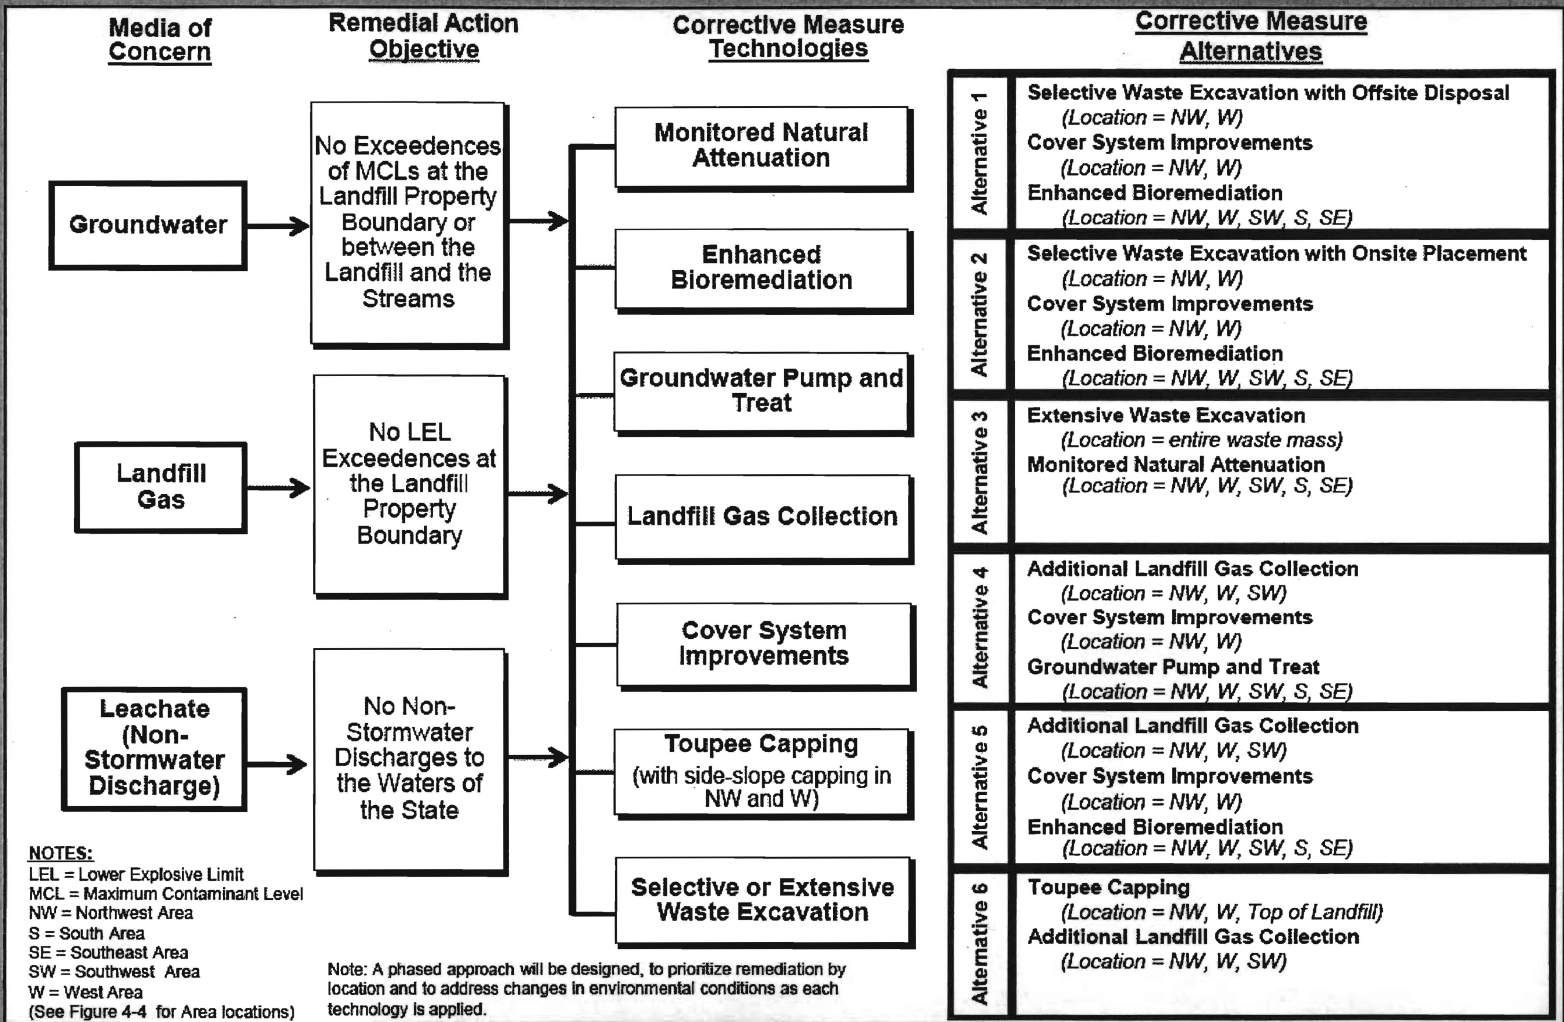 Media of
Concern
Remedial Action
Objective
Corrective Measure
Technologies
Corrective Measure
Alternatives
Groundwater
Landfill
Gas
Leachate
(Non-
Stormwater
Discharge)
No Exceedences
of MCLs at the
Landfill Property
Boundary or
between the
Landfill and the
Streams
No LEL
Exceedences at
the Landfill
Property
Boundary
No Non-
Stormwater
Discharges to
the Waters of
the State
Monitored Natural
Attenuation
Enhanced
Bioremediation
Groundwater Pump and
Treat
Landfill Gas Collection
Cover System
Improvements
Toupee Capping
(with side-slope capping in
NW and W)
Selective or Extensive
Waste Excavation
Alternative 1
Selective Waste Excavation with Offsite Disposal
(Location = NW, W)
Cover System Improvements
(Location = NW, W)
Enhanced Bioremediation
(Location = NW, W, SW, S, SE)
Alternative 2
Selective Waste Excavation with Onsite Placement
(Location = NW, W)
Cover System Improvements
(Location = NW, W)
Enhanced Bioremediation
(Location = NW, W, SW, S, SE)
Alternative 3
Extensive Waste Excavation
(Location = entire waste mass)
Monitored Natural Attenuation
(Location = NW, W, SW, S, SE)
Alternative 4
Additional Landfill Gas Collection
(Location = NW, W, SW)
Cover System Improvements
(Location = NW, W)
Groundwater Pump and Treat
(Location = NW, W, SW, S, SE)
Alternative 5
Additional Landfill Gas Collection
(Location = NW, W, SW)
Cover System Improvements
(Location = NW, W)
Enhanced Bioremediation
(Location = NW, W, SW, S, SE)
Alternative 6
Toupee Capping
(Location = NW, W, Top of Landfill)
Additional Landfill Gas Collection
(Location = NW, W, SW)
NOTES:
LEL = Lower Explosive Limit
MCL = Maximum Contaminant Level
NW = Northwest Area
S = South Area
SE = Southeast Area
SW = Southwest Area
W = West Area
(See Figure 4-4 for Area locations)
Note: A phased approach will be designed, to prioritize remediation by
location and to address changes in environmental conditions as each
technology is applied.